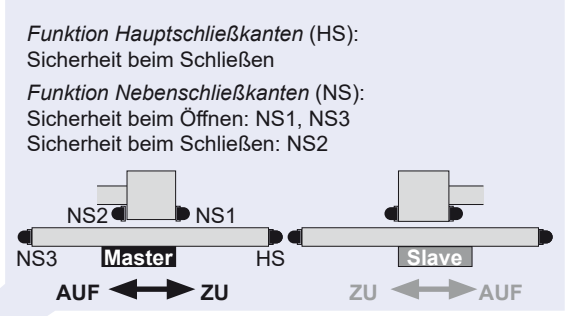 Funktion Hauptschließkanten (HS):
Sicherheit beim Schließen
Funktion Nebenschließkanten (NS):
Sicherheit beim Öffnen: NS1, NS3
Sicherheit beim Schließen: NS2
NS2 NS1
NS3 Master HS Slave
AUF ZU ZU AUF